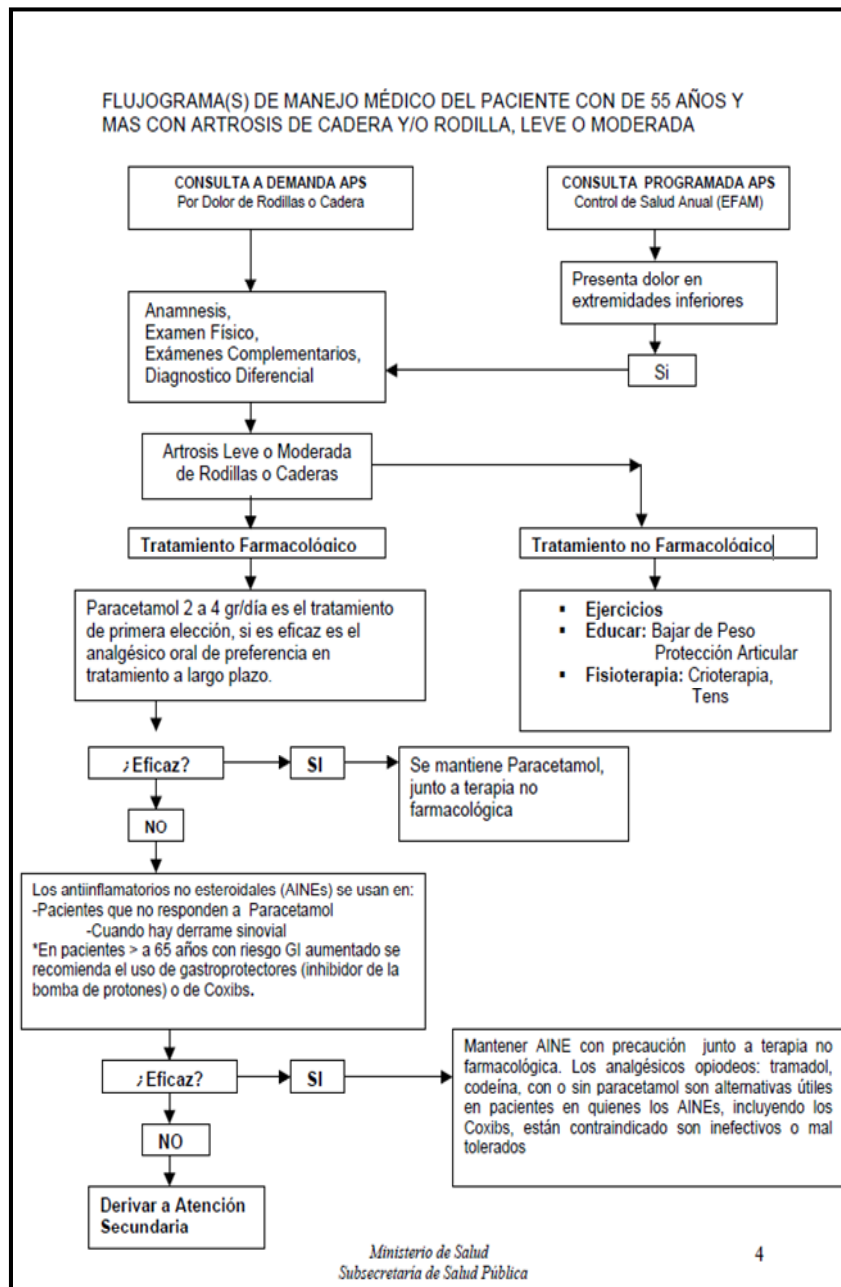 FLUJOGRAMA(S) DE MANEJO MÉDICO DEL PACIENTE CON DE 55 AÑOS Y
MAS CON ARTROSIS DE CADERA Y/O RODILLA, LEVE O MODERADA
CONSULTA A DEMANDA APS
Por Dolor de Rodillas o Cadera
CONSULTA PROGRAMADA APS
Control de Salud Anual (EFAM)
Presenta dolor en
extremidades inferiores
Si
Anamnesis,
Examen Físico,
Exámenes Complementarios,
Diagnostico Diferencial
Artrosis Leve o Moderada
de Rodillas o Caderas
Tratamiento Farmacológico
Tratamiento no Farmacológico
Paracetamol 2 a 4 gr/día es el tratamiento
de primera elección, si es eficaz es el
analgésico oral de preferencia en
tratamiento a largo plazo.
▪ Ejercicios
▪ Educar: Bajar de Peso
Protección Articular
▪ Fisioterapia: Crioterapia,
Tens
¿Eficaz?
SI
Se mantiene Paracetamol,
junto a terapia no
farmacológica
NO
Los antiinflamatorios no esteroidales (AINEs) se usan en:
-Pacientes que no responden a Paracetamol
-Cuando hay derrame sinovial
*En pacientes > a 65 años con riesgo GI aumentado se
recomienda el uso de gastroprotectores (inhibidor de la
bomba de protones) o de Coxibs.
¿Eficaz?
SI
Mantener AINE con precaución junto a terapia no
farmacológica. Los analgésicos opiodeos: tramadol,
codeína, con o sin paracetamol son alternativas útiles
en pacientes en quienes los AINEs, incluyendo los
Coxibs, están contraindicado son inefectivos o mal
tolerados
NO
Derivar a Atención
Secundaria
Ministerio de Salud
Subsecretaría de Salud Pública
4